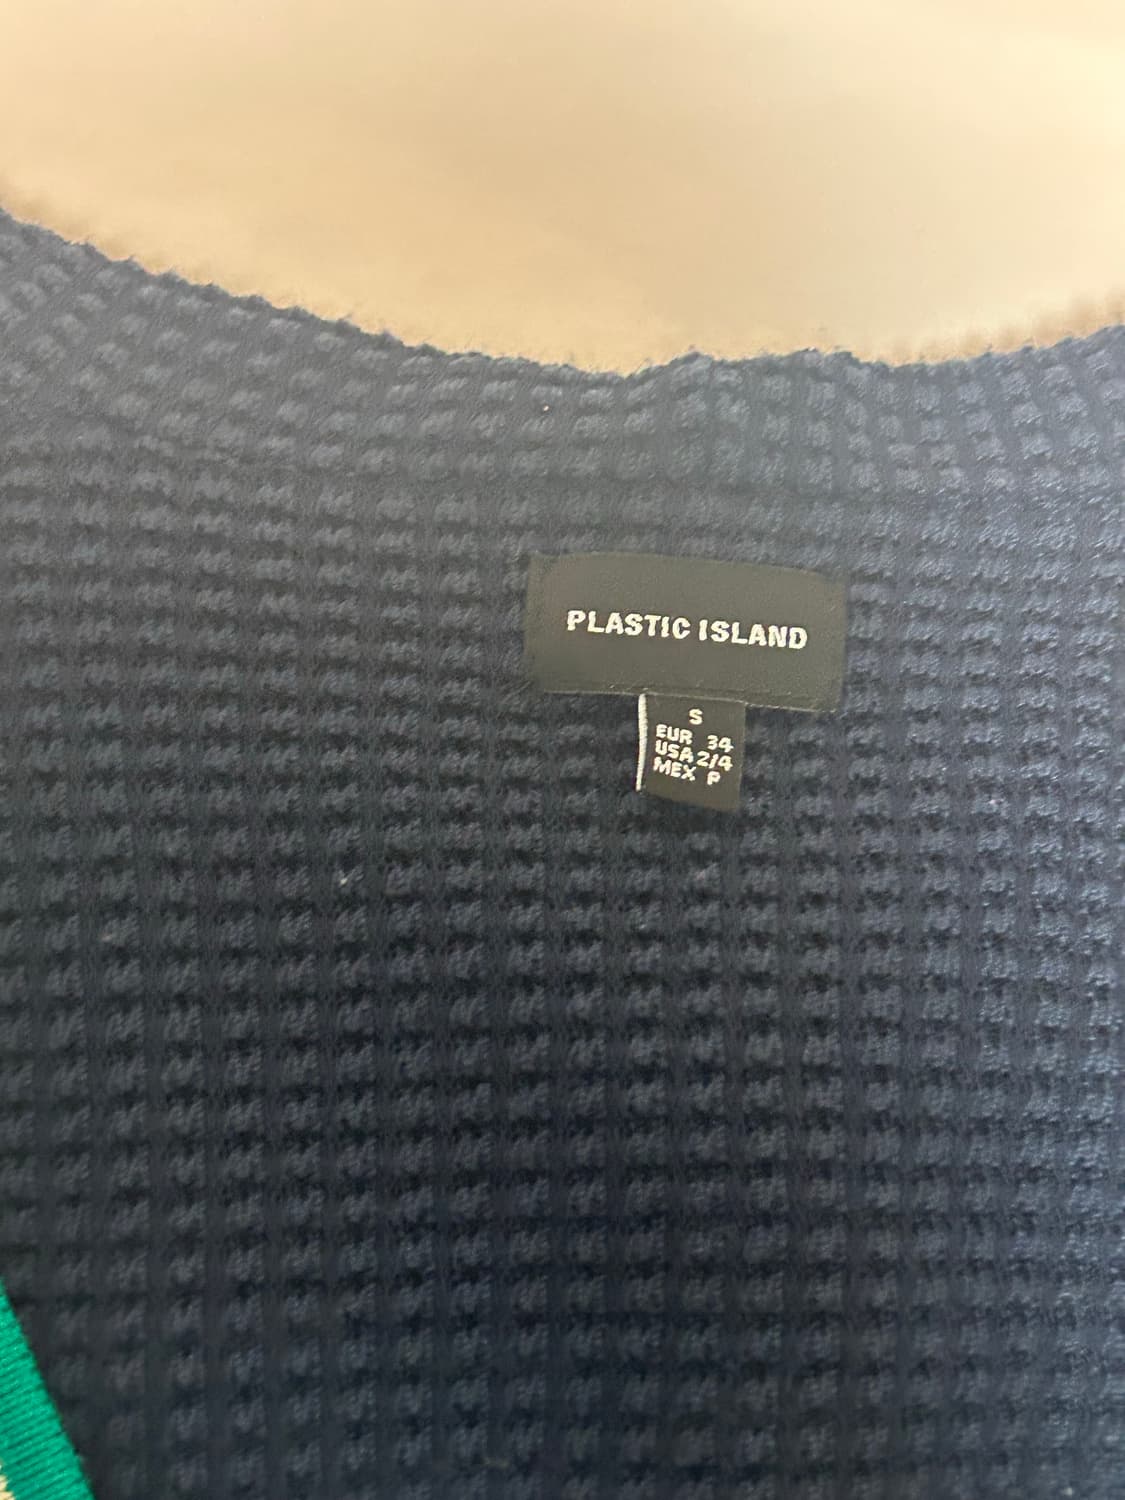 PLASTIC ISLAND
S
EUR 34
USA 2/4
MEX P